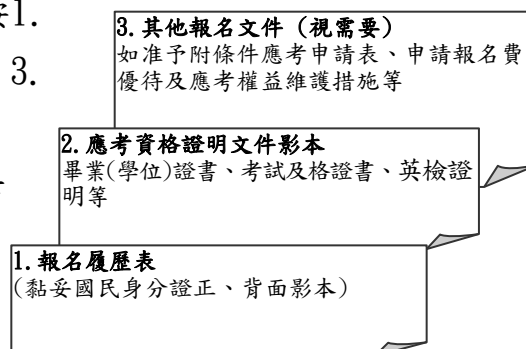 安1.
3.
3.其他報名文件（視需要）
如准予附條件應考申請表、申請報名費
優待及應考權益維護措施等
2.應考資格證明文件影本
畢業(學位)證書、考試及格證書、英檢證
明等
1.報名履歷表
(黏妥國民身分證正、背面影本)